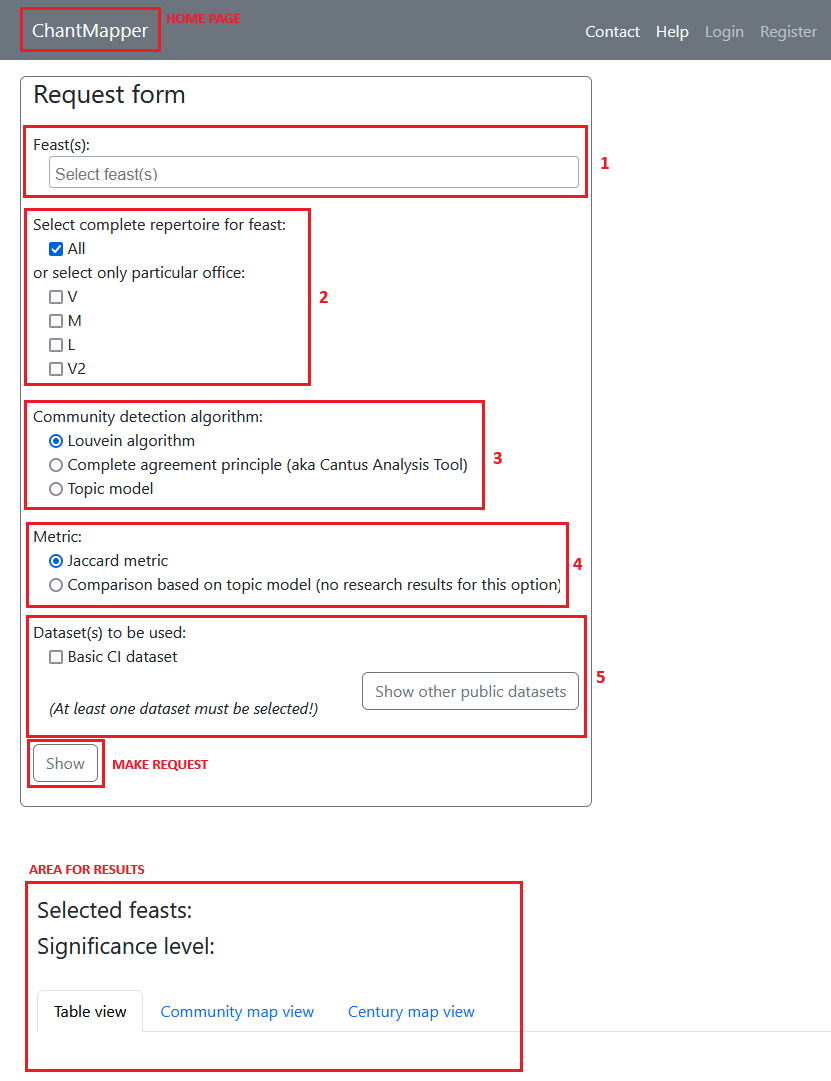 ChantMapper HOME PAGE Contact Help Login Register
Request form
Feast(s):
Select feast(s)
1
Select complete repertoire for feast:
All
or select only particular office:
V
2
M
L
V2
Community detection algorithm:
Louvein algorithm
Complete agreement principle (aka Cantus Analysis Tool)
3
Topic model
Metric:
Jaccard metric
4
Comparison based on topic model (no research results for this option)
Dataset(s) to be used:
Basic CI dataset
5
Show other public datasets
(At least one dataset must be selected!)
Show MAKE REQUEST
AREA FOR RESULTS
Selected feasts:
Significance level:
Table view Community map view Century map view